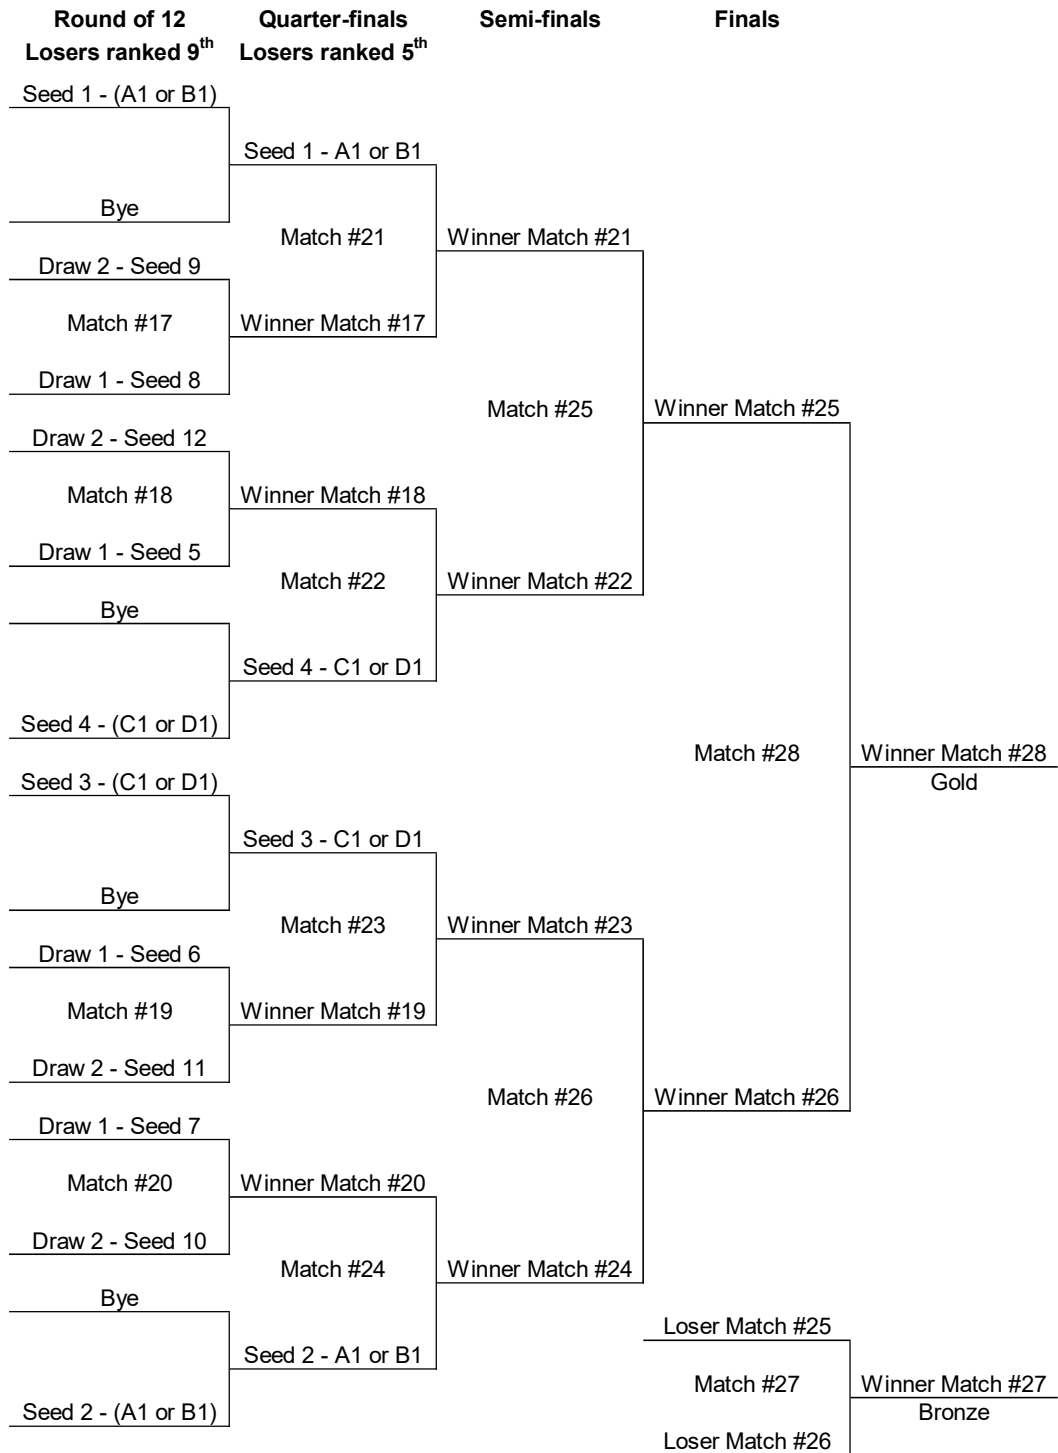 Round of 12 Quarter-finals Semi-finals Finals
Losers ranked 9th Losers ranked 5th
Seed 1 - (A1 or B1)
Seed 1 - A1 or B1
Bye
Match #21 Winner Match #21
Draw 2 - Seed 9
Match #17 Winner Match #17
Draw 1 - Seed 8
Match #25 Winner Match #25
Draw 2 - Seed 12
Match #18 Winner Match #18
Draw 1 - Seed 5
Match #22 Winner Match #22
Bye
Seed 4 - C1 or D1
Seed 4 - (C1 or D1)
Match #28 Winner Match #28
Seed 3 - (C1 or D1)
Gold
Seed 3 - C1 or D1
Bye
Match #23 Winner Match #23
Draw 1 - Seed 6
Match #19 Winner Match #19
Draw 2 - Seed 11
Match #26 Winner Match #26
Draw 1 - Seed 7
Match #20 Winner Match #20
Draw 2 - Seed 10
Match #24 Winner Match #24
Bye
Loser Match #25
Seed 2 - A1 or B1
Match #27 Winner Match #27
Seed 2 - (A1 or B1)
Bronze
Loser Match #26